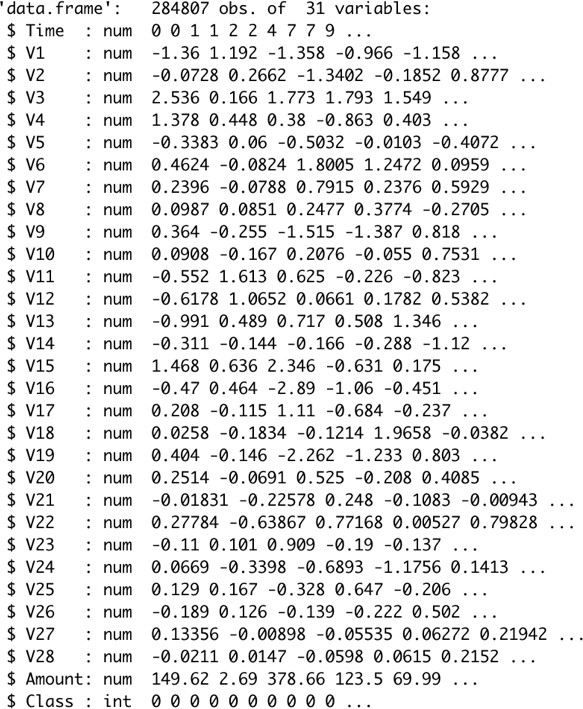 'data.frame':   284807 obs. of  31 variables:
 $ Time  : num  0 0 1 1 2 2 4 7 7 9 ...
 $ V1    : num  -1.36 1.192 -1.358 -0.966 -1.158 ...
 $ V2    : num  -0.0728 0.2662 -1.3402 -0.1852 0.8777 ...
 $ V3    : num  2.536 0.166 1.773 1.793 1.549 ...
 $ V4    : num  1.378 0.448 0.38 -0.863 0.403 ...
 $ V5    : num  -0.3383 0.06 -0.5032 -0.0103 -0.4072 ...
 $ V6    : num  0.4624 -0.0824 1.8005 1.2472 0.0959 ...
 $ V7    : num  0.2396 -0.0788 0.7915 0.2376 0.5929 ...
 $ V8    : num  0.0987 0.0851 0.2477 0.3774 -0.2705 ...
 $ V9    : num  0.364 -0.255 -1.515 -1.387 0.818 ...
 $ V10   : num  0.0908 -0.167 0.2076 -0.055 0.7531 ...
 $ V11   : num  -0.552 1.613 0.625 -0.226 -0.823 ...
 $ V12   : num  -0.6178 1.0652 0.0661 0.1782 0.5382 ...
 $ V13   : num  -0.991 0.489 0.717 0.508 1.346 ...
 $ V14   : num  -0.311 -0.144 -0.166 -0.288 -1.12 ...
 $ V15   : num  1.468 0.636 2.346 -0.631 0.175 ...
 $ V16   : num  -0.47 0.464 -2.89 -1.06 -0.451 ...
 $ V17   : num  0.208 -0.115 1.11 -0.684 -0.237 ...
 $ V18   : num  0.0258 -0.1834 -0.1214 1.9658 -0.0382 ...
 $ V19   : num  0.404 -0.146 -2.262 -1.233 0.803 ...
 $ V20   : num  0.2514 -0.0691 0.525 -0.208 0.4085 ...
 $ V21   : num  -0.01831 -0.22578 0.248 -0.1083 -0.00943 ...
 $ V22   : num  0.27784 -0.63867 0.77168 0.00527 0.79828 ...
 $ V23   : num  -0.11 0.101 0.909 -0.19 -0.137 ...
 $ V24   : num  0.0669 -0.3398 -0.6893 -1.1756 0.1413 ...
 $ V25   : num  0.129 0.167 -0.328 0.647 -0.206 ...
 $ V26   : num  -0.189 0.126 -0.139 -0.222 0.502 ...
 $ V27   : num  0.13356 -0.00898 -0.05535 0.06272 0.21942 ...
 $ V28   : num  -0.0211 0.0147 -0.0598 0.0615 0.2152 ...
 $ Amount: num  149.62 2.69 378.66 123.5 69.99 ...
 $ Class : int  0 0 0 0 0 0 0 0 0 0 ...